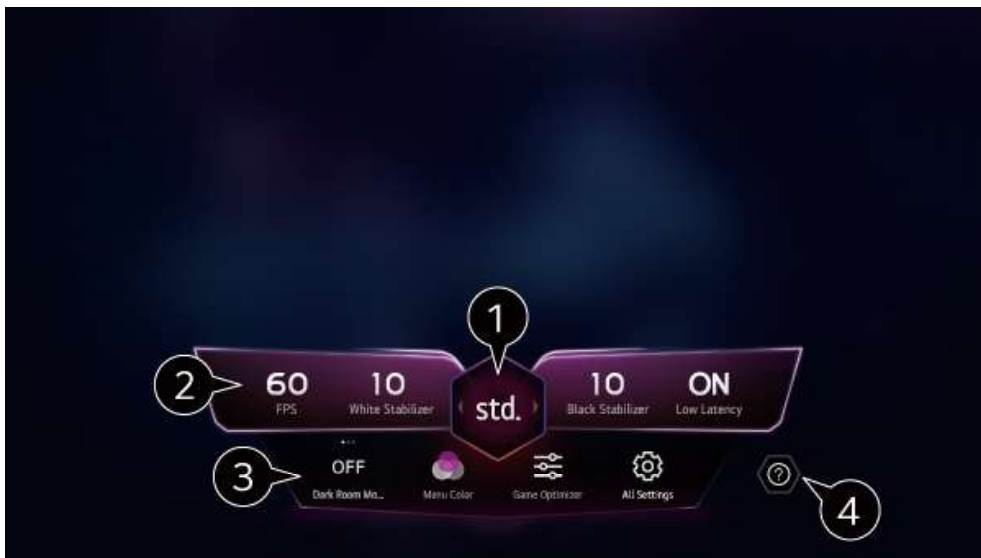 1
2
60 10 std. 10 ON
FPS White Stabilizer Black Stabilizer Low Latency
3
OFF
Dark Room Mo... Menu Color Game Optimizer All Settings
?
4